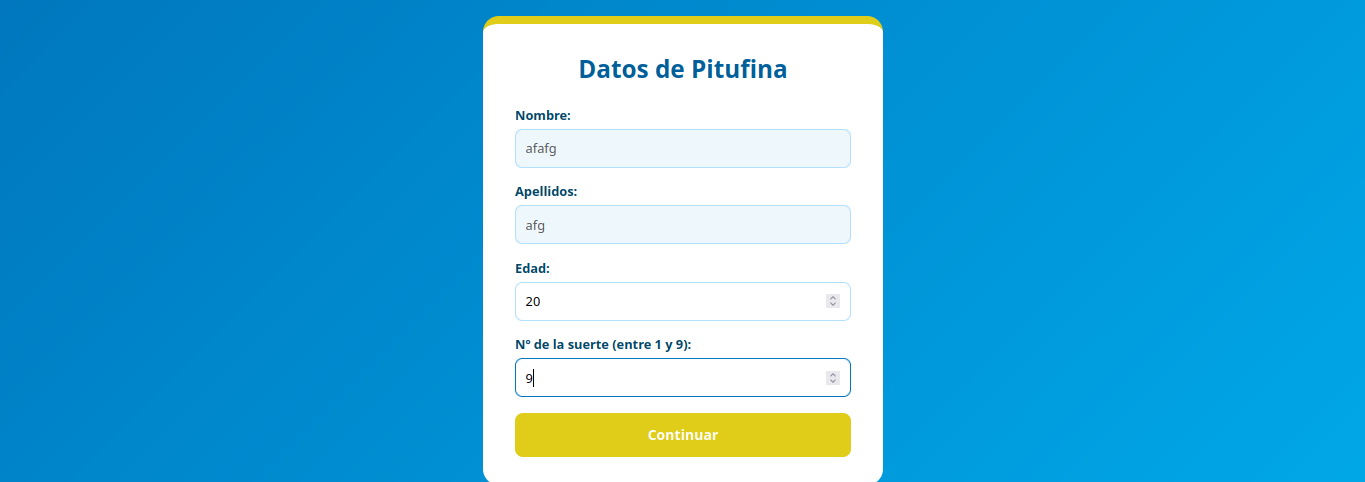 Datos de Pitufina
Nombre:
afafg
Apellidos:
afg
Edad:
20
Nº de la suerte (entre 1 y 9):
9
Continuar